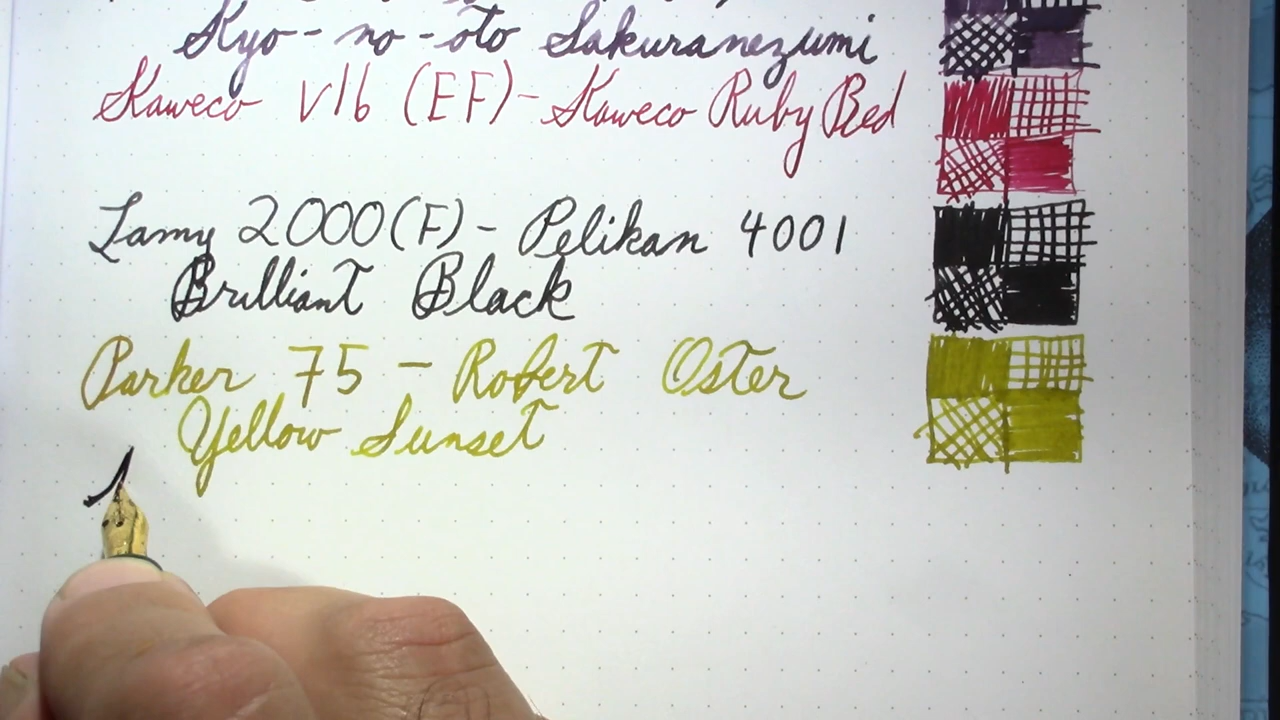 Kyo-no-oto Sakuranezumi
Kaweco V16 (EF) - Kaweco Ruby Red
Lamy 2000 (F) - Pelikan 4001
Brilliant Black
Parker 75 - Robert Oster
Yellow Sunset